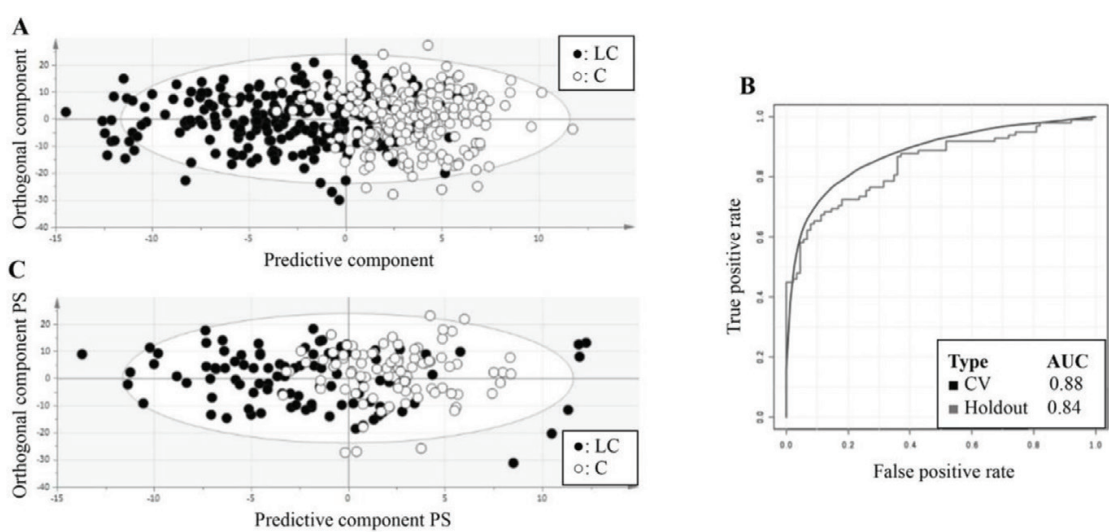 A
Orthogonal component
20
10
0
-10
-20
-30
-40
-15
-10
-5
0
5
10
Predictive component
●: LC
○: C
B
True positive rate
1.0
0.8
0.6
0.4
0.2
0.0
0.0
0.2
0.4
0.6
0.8
1.0
False positive rate
Type AUC
CV 0.88
Holdout 0.84
C
Orthogonal component PS
20
10
0
-10
-20
-30
-40
-15
-10
-5
0
5
10
Predictive component PS
●: LC
○: C